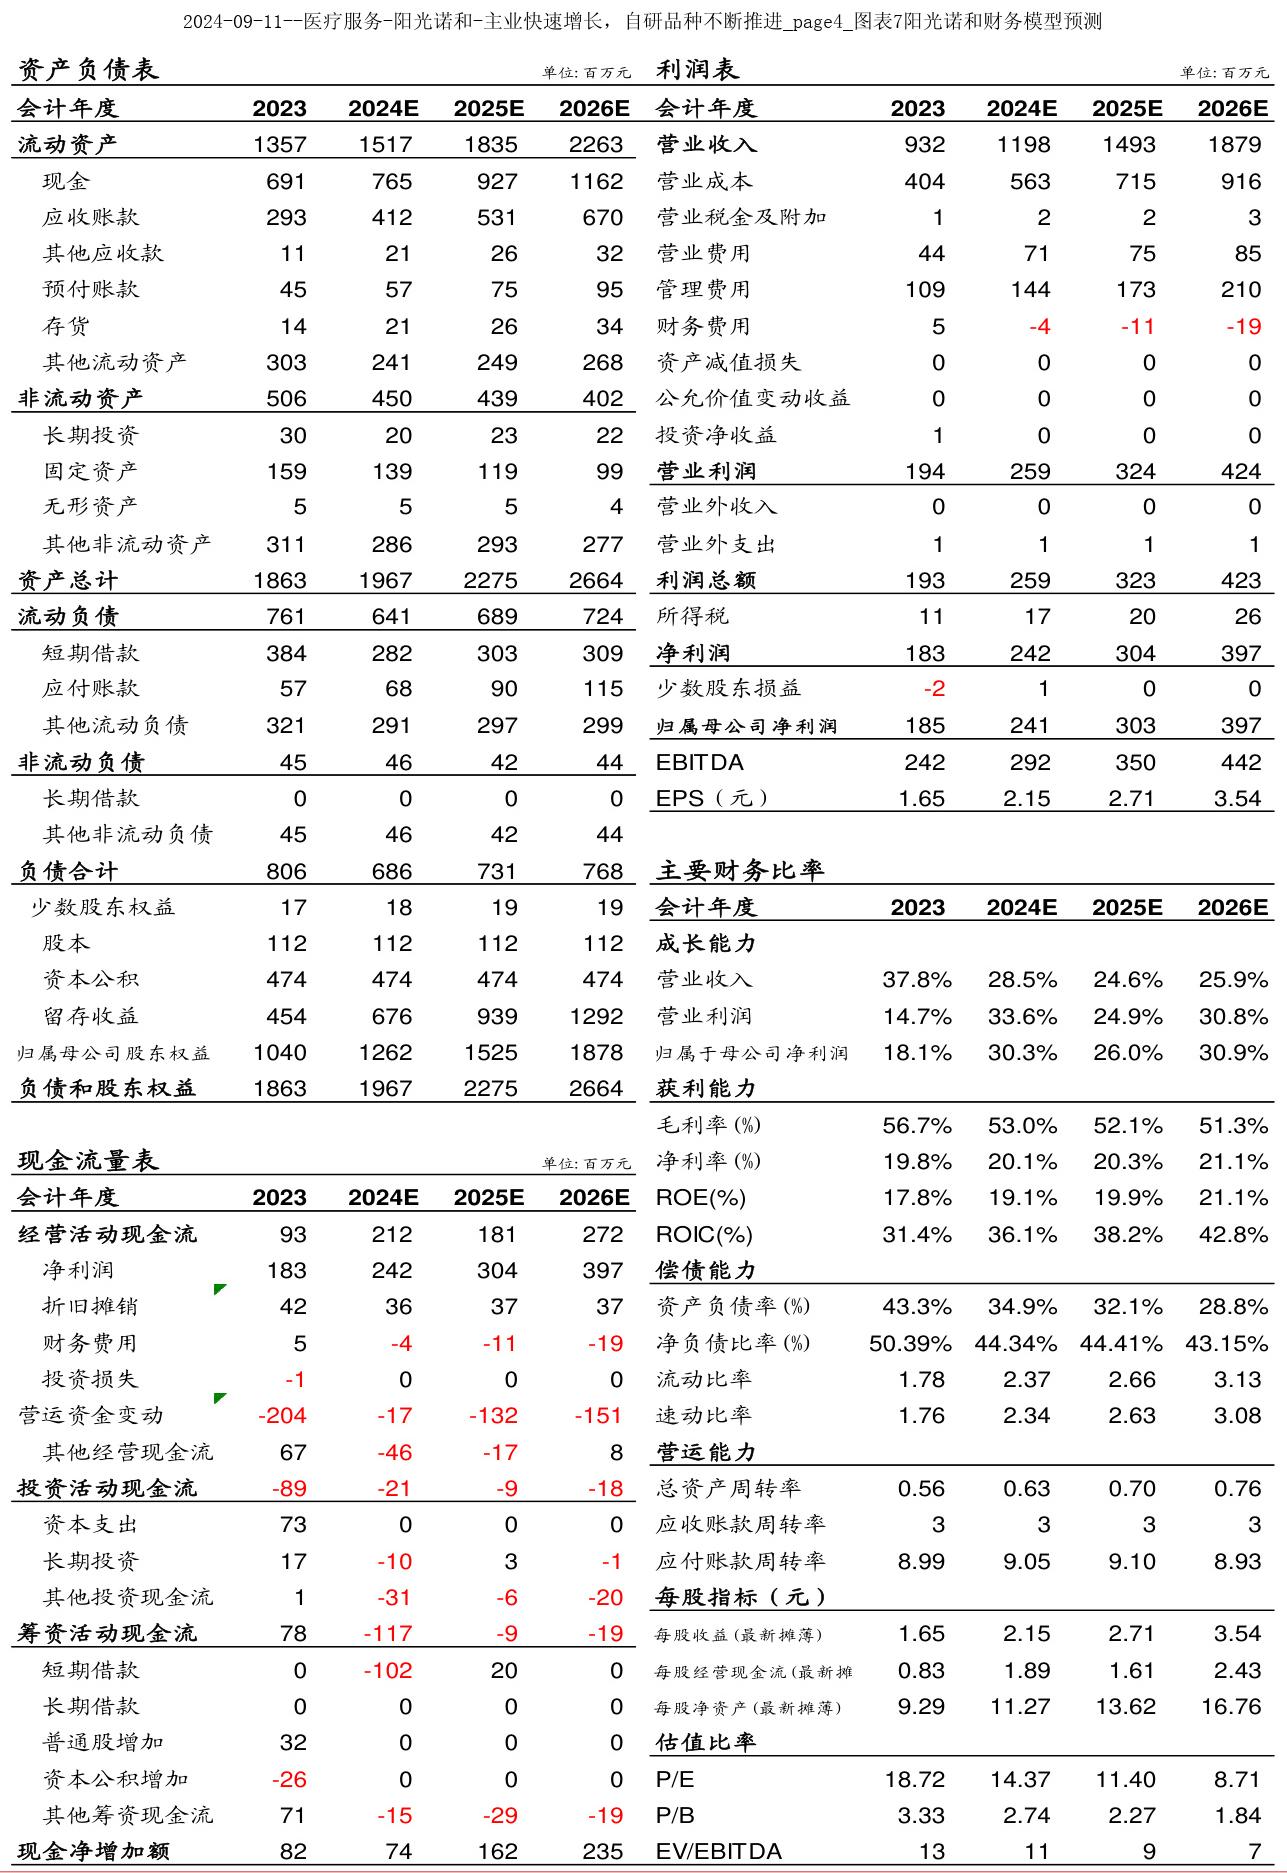 2024-09-11--医疗服务-阳光诺和-主业快速增长，自研品种不断推进_page4_图表7阳光诺和财务模型预测
资产负债表 单位:百万元
会计年度 2023 2024E 2025E 2026E
流动资产 1357 1517 1835 2263
现金 691 765 927 1162
应收账款 293 412 531 670
其他应收款 11 21 26 32
预付账款 45 57 75 95
存货 14 21 26 34
其他流动资产 303 241 249 268
非流动资产 506 450 439 402
长期投资 30 20 23 22
固定资产 159 139 119 99
无形资产 5 5 5 4
其他非流动资产 311 286 293 277
资产总计 1863 1967 2275 2664
流动负债 761 641 689 724
短期借款 384 282 303 309
应付账款 57 68 90 115
其他流动负债 321 291 297 299
非流动负债 45 46 42 44
长期借款 0 0 0 0
其他非流动负债 45 46 42 44
负债合计 806 686 731 768
少数股东权益 17 18 19 19
股本 112 112 112 112
资本公积 474 474 474 474
留存收益 454 676 939 1292
归属母公司股东权益 1040 1262 1525 1878
负债和股东权益 1863 1967 2275 2664
现金流量表 单位:百万元
会计年度 2023 2024E 2025E 2026E
经营活动现金流 93 212 181 272
净利润 183 242 304 397
折旧摊销 42 36 37 37
财务费用 5 -4 -11 -19
投资损失 -1 0 0 0
营运资金变动 -204 -17 -132 -151
其他经营现金流 67 -46 -17 8
投资活动现金流 -89 -21 -9 -18
资本支出 73 0 0 0
长期投资 17 -10 3 -1
其他投资现金流 1 -31 -6 -20
筹资活动现金流 78 -117 -9 -19
短期借款 0 -102 20 0
长期借款 0 0 0 0
普通股增加 32 0 0 0
资本公积增加 -26 0 0 0
其他筹资现金流 71 -15 -29 -19
现金净增加额 82 74 162 235
利润表 单位:百万元
会计年度 2023 2024E 2025E 2026E
营业收入 932 1198 1493 1879
营业成本 404 563 715 916
营业税金及附加 1 2 2 3
营业费用 44 71 75 85
管理费用 109 144 173 210
财务费用 5 -4 -11 -19
资产减值损失 0 0 0 0
公允价值变动收益 0 0 0 0
投资净收益 1 0 0 0
营业利润 194 259 324 424
营业外收入 0 0 0 0
营业外支出 1 1 1 1
利润总额 193 259 323 423
所得税 11 17 20 26
净利润 183 242 304 397
少数股东损益 -2 1 0 0
归属母公司净利润 185 241 303 397
EBITDA 242 292 350 442
EPS（元） 1.65 2.15 2.71 3.54
主要财务比率
会计年度 2023 2024E 2025E 2026E
成长能力
营业收入 37.8% 28.5% 24.6% 25.9%
营业利润 14.7% 33.6% 24.9% 30.8%
归属于母公司净利润 18.1% 30.3% 26.0% 30.9%
获利能力
毛利率(%) 56.7% 53.0% 52.1% 51.3%
净利率(%) 19.8% 20.1% 20.3% 21.1%
ROE(%) 17.8% 19.1% 19.9% 21.1%
ROIC(%) 31.4% 36.1% 38.2% 42.8%
偿债能力
资产负债率(%) 43.3% 34.9% 32.1% 28.8%
净负债比率(%) 50.39% 44.34% 44.41% 43.15%
流动比率 1.78 2.37 2.66 3.13
速动比率 1.76 2.34 2.63 3.08
营运能力
总资产周转率 0.56 0.63 0.70 0.76
应收账款周转率 3 3 3 3
应付账款周转率 8.99 9.05 9.10 8.93
每股指标（元）
每股收益(最新摊薄) 1.65 2.15 2.71 3.54
每股经营现金流(最新摊 0.83 1.89 1.61 2.43
每股净资产(最新摊薄) 9.29 11.27 13.62 16.76
估值比率
P/E 18.72 14.37 11.40 8.71
P/B 3.33 2.74 2.27 1.84
EV/EBITDA 13 11 9 7